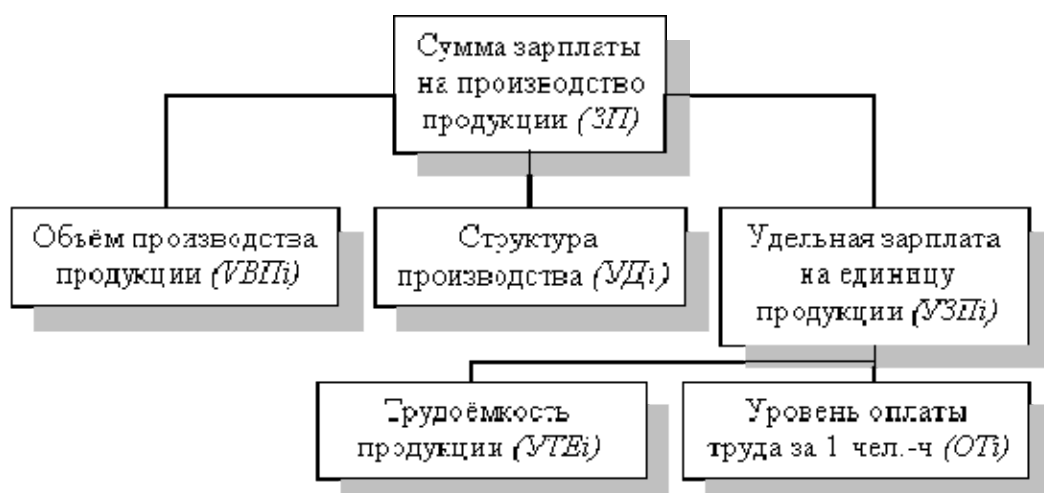 Сумма зарплаты
на производство
продукции (ЗП)
Объём производства
продукции (VВПi)
Структура
производства (УДi)
Удельная зарплата
на единицу
продукции (УЗПi)
Трудоёмкость
продукции (УТЕi)
Уровень оплаты
труда за 1 чел.-ч (ОТi)